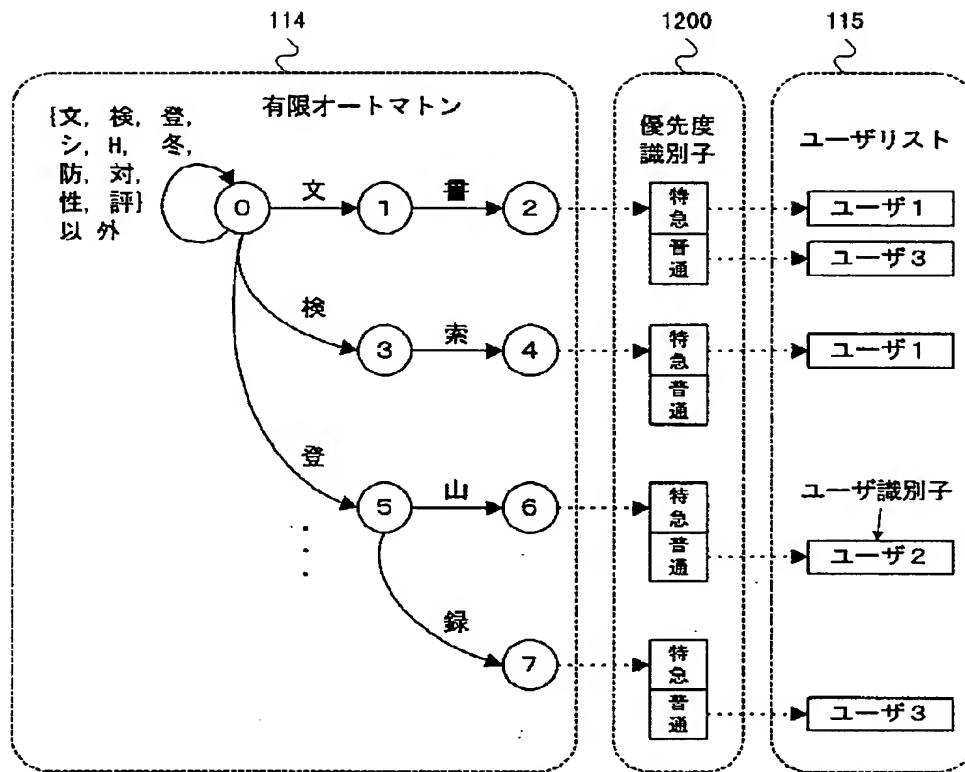 114
1200
115
有限オートマトン
{文, 検, 登,
シ, H, 冬,
防, 対,
性, 評}
以外
優先度
識別子
ユーザリスト
0
文
1
書
2
特急
普通
ユーザ1
ユーザ3
検
3
索
4
特急
普通
ユーザ1
登
5
山
6
特急
普通
ユーザ識別子
ユーザ2
録
7
特急
普通
ユーザ3